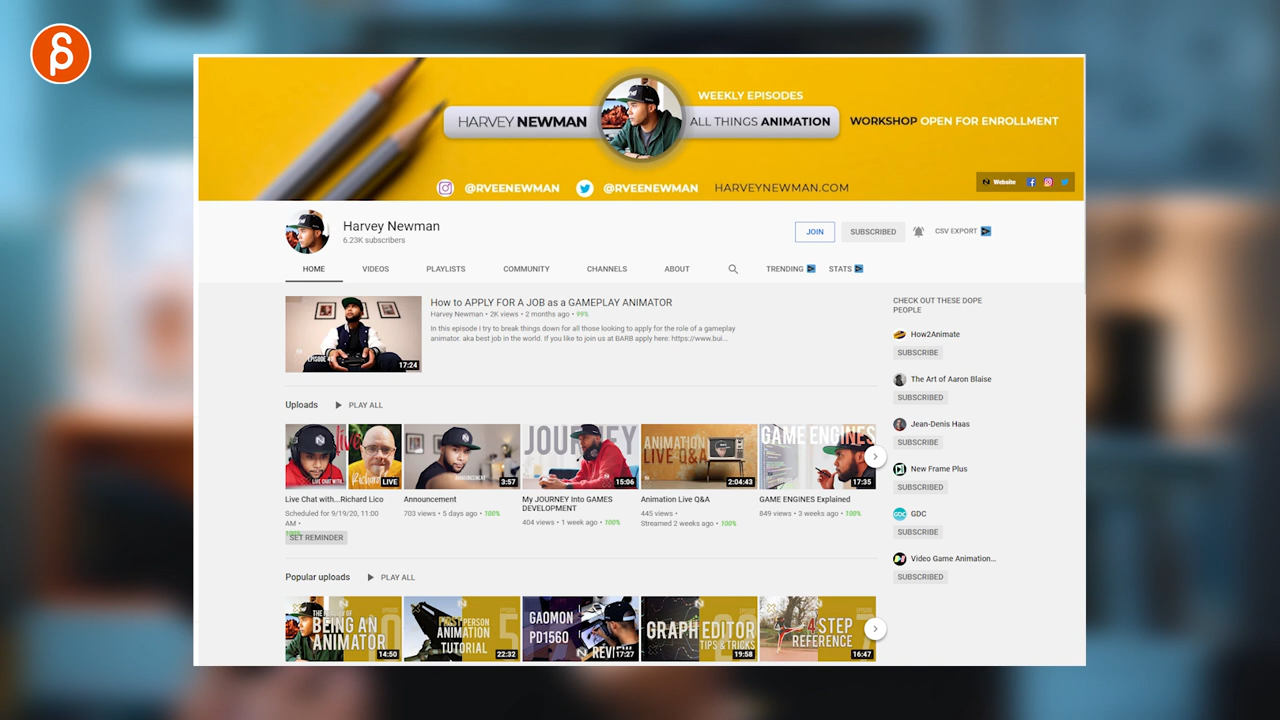 WEEKLY EPISODES
HARVEY NEWMAN
ALL THINGS ANIMATION
WORKSHOP OPEN FOR ENROLLMENT
@RVEENEWMAN
@RVEENEWMAN
HARVEYNEWMAN.COM
Website
Harvey Newman
6.23K subscribers
JOIN
SUBSCRIBED
CSV EXPORT
HOME
VIDEOS
PLAYLISTS
COMMUNITY
CHANNELS
ABOUT
TRENDING
STATS
17:24
How to APPLY FOR A JOB as a GAMEPLAY ANIMATOR
Harvey Newman • 2K views • 2 months ago • 99%
In this episode i try to break things down for all those looking to apply for the role of a gameplay
animator. aka best job in the world. If you like to join us at BARB apply here: https://www.bui...
CHECK OUT THESE DOPE
PEOPLE
How2Animate
SUBSCRIBE
The Art of Aaron Blaise
SUBSCRIBED
Jean-Denis Haas
SUBSCRIBE
New Frame Plus
SUBSCRIBED
GDC
SUBSCRIBE
Video Game Animation...
SUBSCRIBED
Uploads
PLAY ALL
live
LIVE CHAT WITH...
Richard
LIVE
Live Chat with...Richard Lico
Scheduled for 9/19/20, 11:00
AM •
100%
SET REMINDER
3:57
Announcement
703 views • 5 days ago • 100%
JOURNEY
15:06
My JOURNEY Into GAMES
DEVELOPMENT
404 views • 1 week ago • 100%
ANIMATION
LIVE Q&A
2:04:43
Animation Live Q&A
445 views •
Streamed 2 weeks ago • 100%
GAME ENGINES
17:35
GAME ENGINES Explained
849 views • 3 weeks ago • 100%
Popular uploads
PLAY ALL
BEING AN
ANIMATOR
14:50
FIRST PERSON
ANIMATION
TUTORIAL
5
22:32
GAOMON
PD1560
REVIEW
17:27
GRAPH EDITOR
TIPS & TRICKS
19:58
4 STEP
REFERENCE
16:47